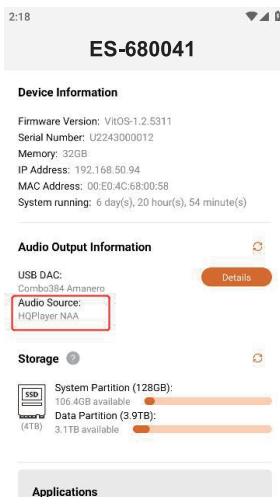 2:18
ES-680041
Device Information
Firmware Version: VitOS-1.2.5311
Serial Number: U2243000012
Memory: 32GB
IP Address: 192.168.50.94
MAC Address: 00:E0:4C:68:00:58
System running: 6 day(s), 20 hour(s), 54 minute(s)
Audio Output Information
USB DAC:
Combo384 Amanero
Details
Audio Source:
HQPlayer NAA
Storage ?
SSD
(4TB)
System Partition (128GB):
106.4GB available
Data Partition (3.9TB):
3.1TB available
Applications